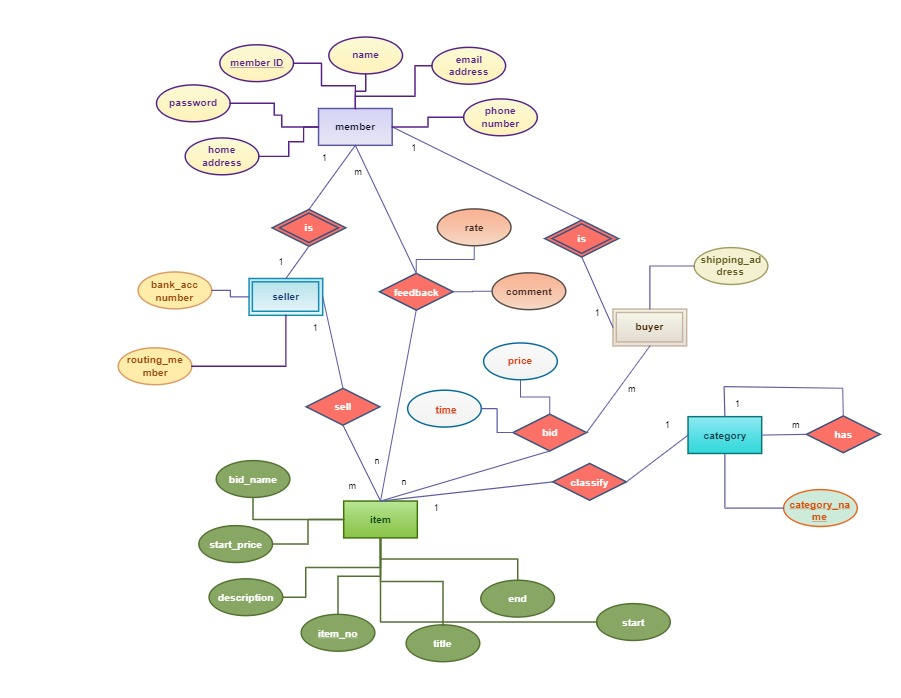 name
member ID
email
address
password
phone
number
member
home
address
1
1
m
rate
is
is
shipping_ad
dress
1
bank_acc
number
feedback
comment
seller
1
1
buyer
routing_me
mber
price
m
sell
time
1
category
bid
1
m
has
n
bid_name
m
n
classify
1
category_na
me
item
start_price
description
end
item_no
title
start